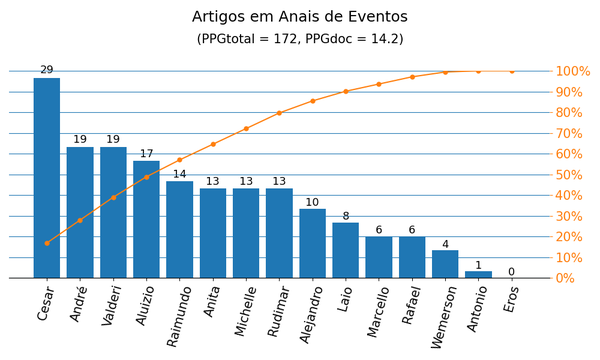 Artigos em Anais de Eventos
(PPGtotal = 172, PPGdoc = 14.2)
29
19
19
17
14
13
13
13
10
8
6
6
4
1
0
100%
90%
80%
70%
60%
50%
40%
30%
20%
10%
0%
Cesar
André
Valderi
Aluizio
Raimundo
Anita
Michelle
Rudimar
Alejandro
Laio
Marcello
Rafael
Wemerson
Antonio
Eros